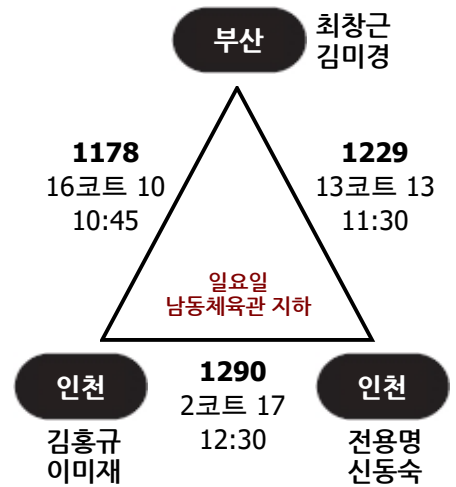 부산
최창근
김미경
1178
16코트 10
10:45
1229
13코트 13
11:30
일요일
남동체육관 지하
인천
김홍규
이미재
1290
2코트 17
12:30
인천
전용명
신동숙